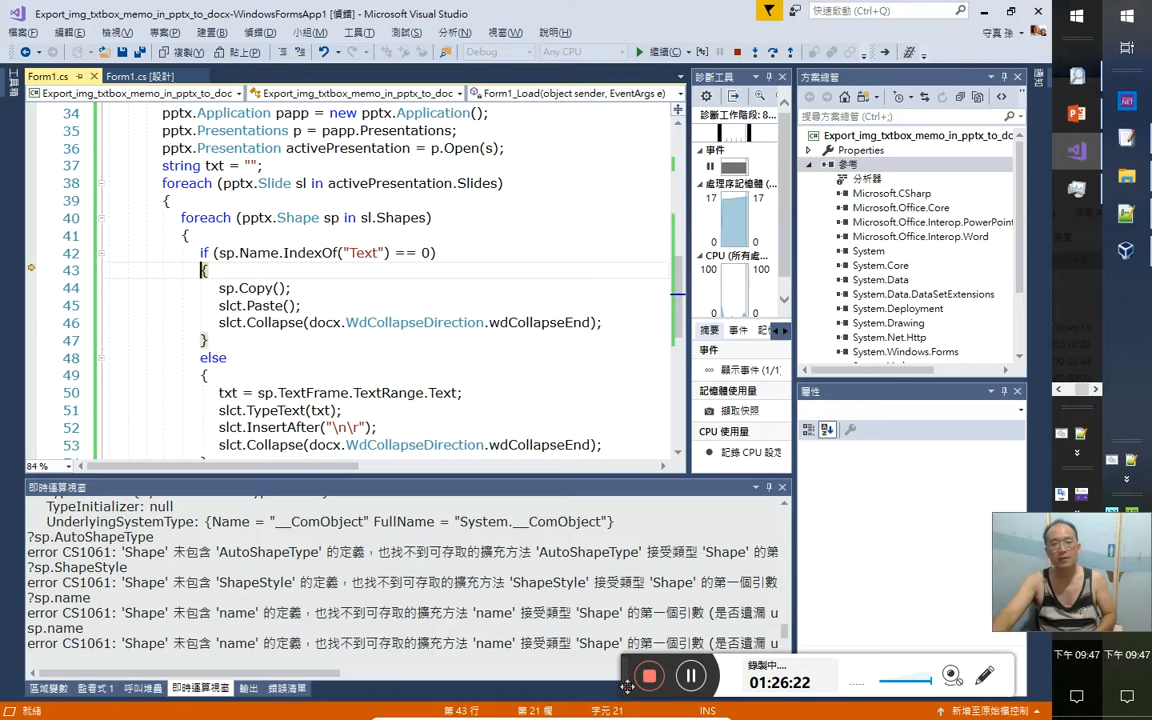 Export_img_txtbox_memo_in_pptx_to_docx-WindowsFormsApp1 [偵錯] - Microsoft Visual Studio
快速啟動 (Ctrl+Q)
檔案(F) 編輯(E) 檢視(V) 專案(P) 建置(B) 偵錯(D) 小組(M) 工具(T) 測試(S) 分析(N) 視窗(W) 說明(H)
守真 孫
複製(Y) 貼上(P) Debug Any CPU 繼續(C)
Form1.cs Form1.cs [設計]
Export_img_txtbox_memo_in_pptx_to_doc Export_img_txtbox_memo_in_pptx_to_doc Form1_Load(object sender, EventArgs e)
34 pptx.Application papp = new pptx.Application();
35 pptx.Presentations p = papp.Presentations;
36 pptx.Presentation activePresentation = p.Open(s);
37 string txt = "";
38 foreach (pptx.Slide sl in activePresentation.Slides)
39 {
40 foreach (pptx.Shape sp in sl.Shapes)
41 {
42 if (sp.Name.IndexOf("Text") == 0)
43 {
44 sp.Copy();
45 slct.Paste();
46 slct.Collapse(docx.WdCollapseDirection.wdCollapseEnd);
47 }
48 else
49 {
50 txt = sp.TextFrame.TextRange.Text;
51 slct.TypeText(txt);
52 slct.InsertAfter("\n\r");
53 slct.Collapse(docx.WdCollapseDirection.wdCollapseEnd);
84 %
診斷工具
診斷工作階段: 8...
事件
處理序記憶體 (...
17 17
0 0
CPU (所有處...
100 100
0 0
摘要 事件
事件
顯示事件 (1/1)
記憶體使用量
擷取快照
CPU 使用量
記錄 CPU 設定
方案總管
搜尋方案總管 (Ctrl+;)
Export_img_txtbox_memo_in_pptx_to_do
Properties
參考
分析器
Microsoft.CSharp
Microsoft.Office.Core
Microsoft.Office.Interop.PowerPoint
Microsoft.Office.Interop.Word
System
System.Core
System.Data
System.Data.DataSetExtensions
System.Deployment
System.Drawing
System.Net.Http
System.Windows.Forms
屬性
通知
即時運算視窗
TypeInitializer: null
UnderlyingSystemType: {Name = "__ComObject" FullName = "System.__ComObject"}
?sp.AutoShapeType
error CS1061: 'Shape' 未包含 'AutoShapeType' 的定義，也找不到可存取的擴充方法 'AutoShapeType' 接受類型 'Shape' 的第
?sp.ShapeStyle
error CS1061: 'Shape' 未包含 'ShapeStyle' 的定義，也找不到可存取的擴充方法 'ShapeStyle' 接受類型 'Shape' 的第一個引數
?sp.name
error CS1061: 'Shape' 未包含 'name' 的定義，也找不到可存取的擴充方法 'name' 接受類型 'Shape' 的第一個引數 (是否遺漏 u
sp.name
error CS1061: 'Shape' 未包含 'name' 的定義，也找不到可存取的擴充方法 'name' 接受類型 'Shape' 的第一個引數 (是否遺漏 u
區域變數 監看式 1 呼叫堆疊 即時運算視窗 輸出 錯誤清單
錄製中....
01:26:22
就緒 第 43 行 第 21 欄 字元 21 INS 新增至原始檔控制
下午 09:47 下午 09:47